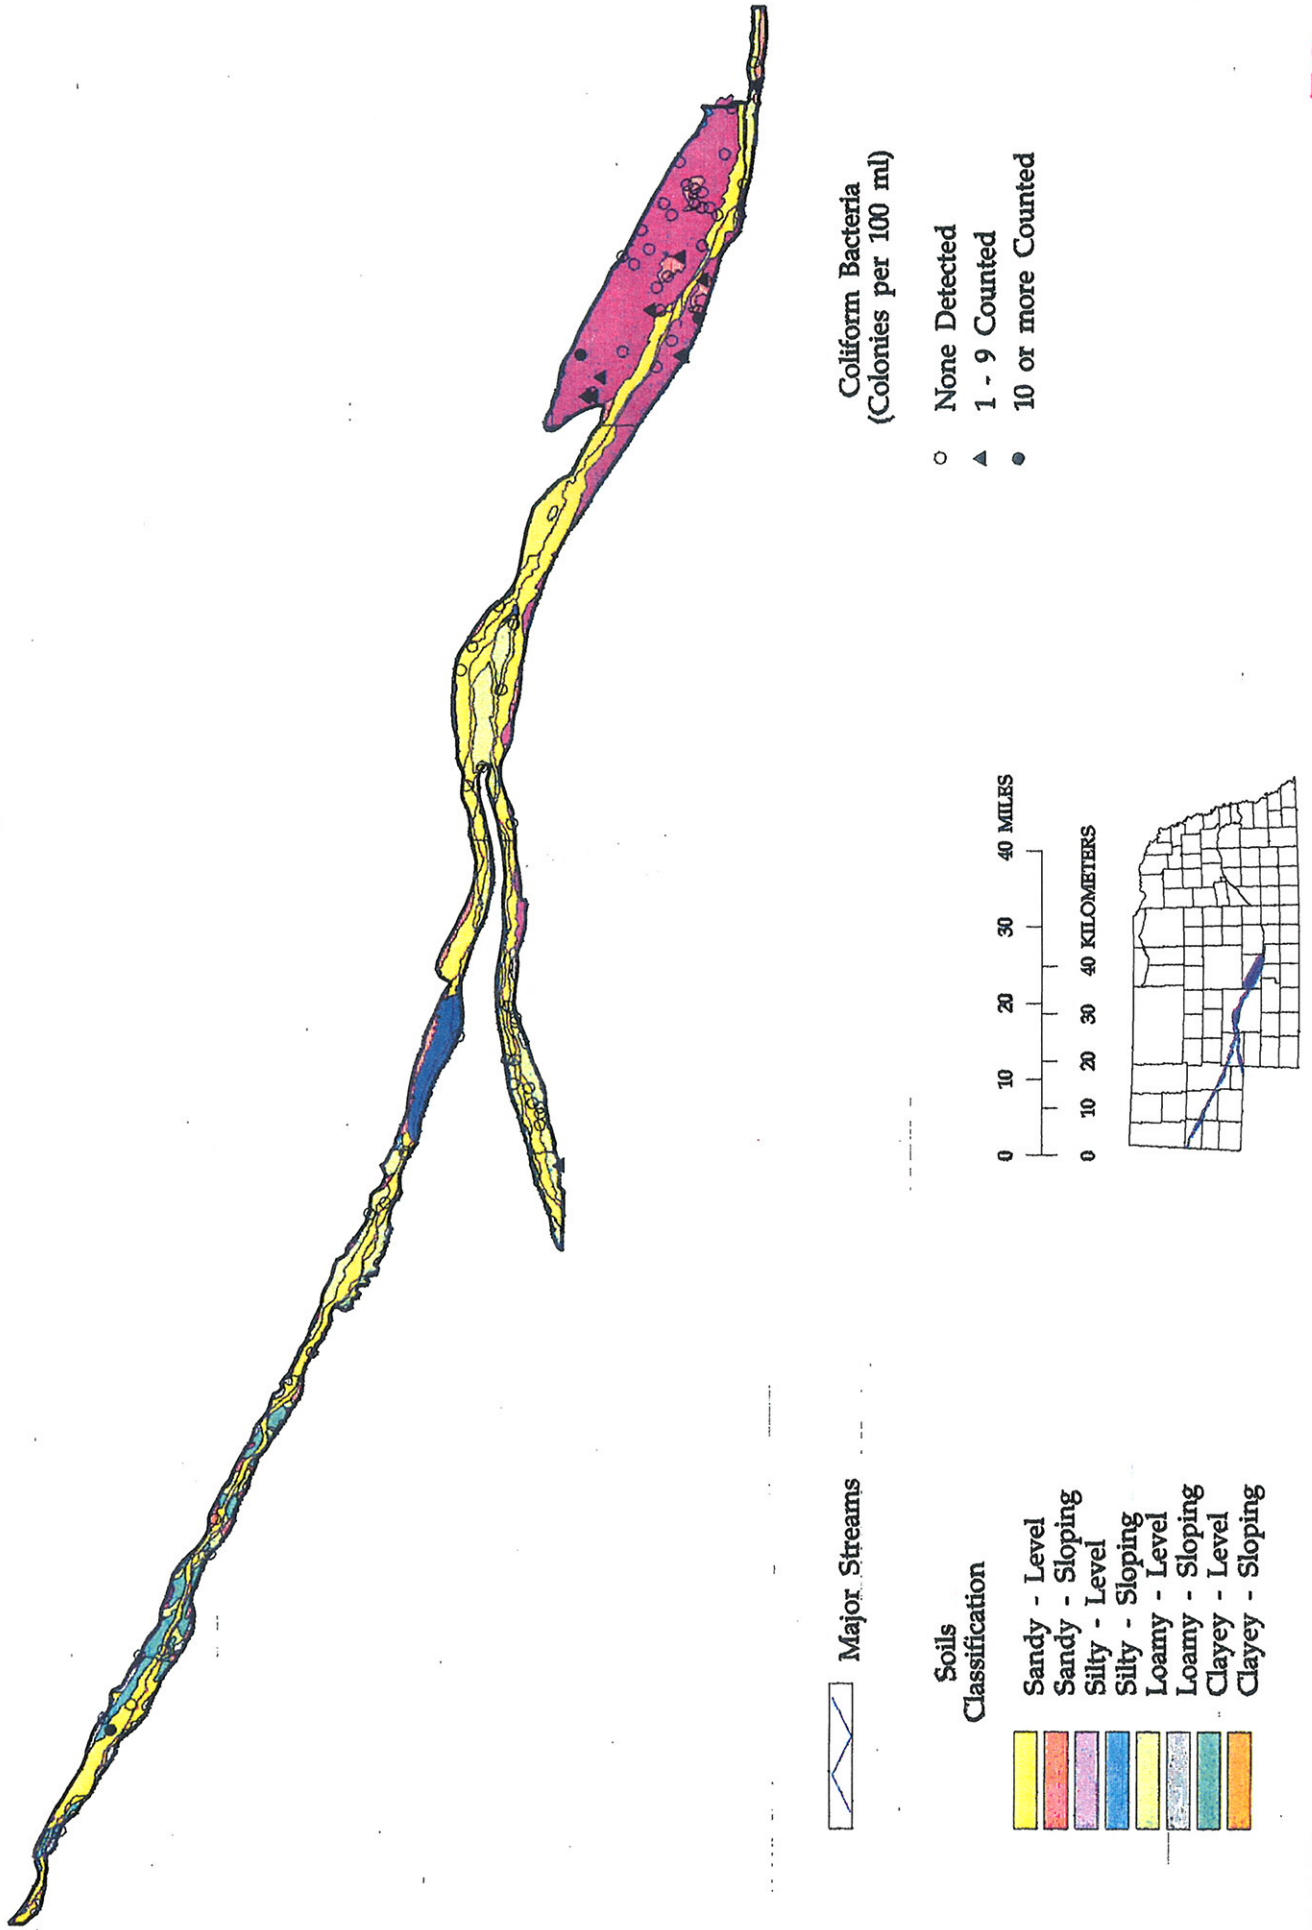 Coliform Bacteria
(Colonies per 100 ml)
None Detected
1 - 9 Counted
10 or more Counted
0 10 20 30 40 MILES
0 10 20 30 40 KILOMETERS
Major Streams
Soils
Classification
Sandy - Level
Sandy - Sloping
Silty - Level
Silty - Sloping
Loamy - Level
Loamy - Sloping
Clayey - Level
Clayey - Sloping